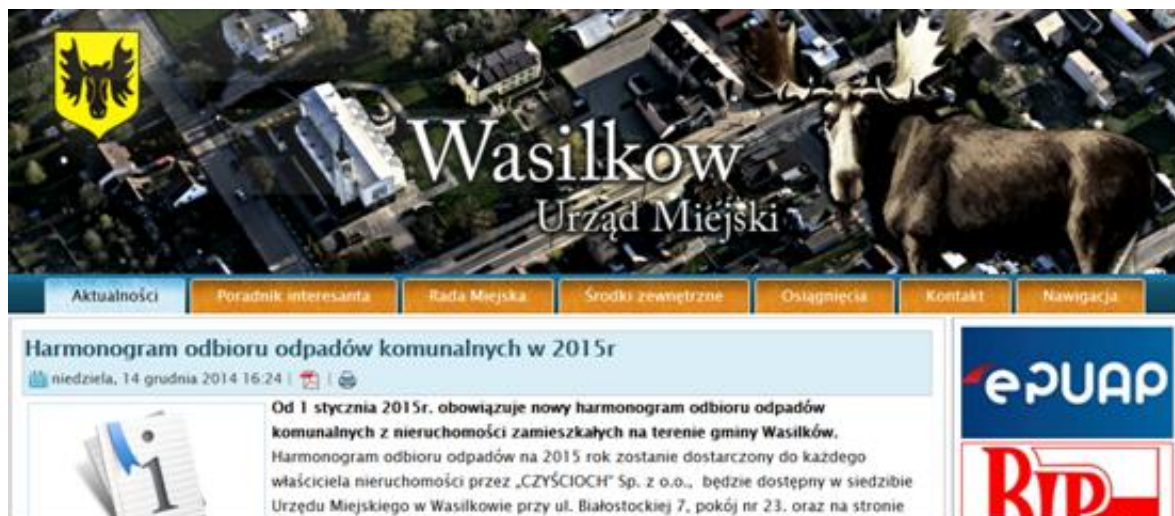 Wasilków
Urząd Miejski
Aktualności Poradnik interesanta Rada Miejska Środki zewnętrzne Osiągnięcia Kontakt Nawigacja
Harmonogram odbioru odpadów komunalnych w 2015r
niedziela, 14 grudnia 2014 16:24 | |
Od 1 stycznia 2015r. obowiązuje nowy harmonogram odbioru odpadów
komunalnych z nieruchomości zamieszkałych na terenie gminy Wasilków.
Harmonogram odbioru odpadów na 2015 rok zostanie dostarczony do każdego
właściciela nieruchomości przez „CZYŚCIOCH" Sp. z o.o., będzie dostępny w siedzibie
Urzędu Miejskiego w Wasilkowie przy ul. Białostockiej 7, pokój nr 23. oraz na stronie
1
ePUAP
BIP